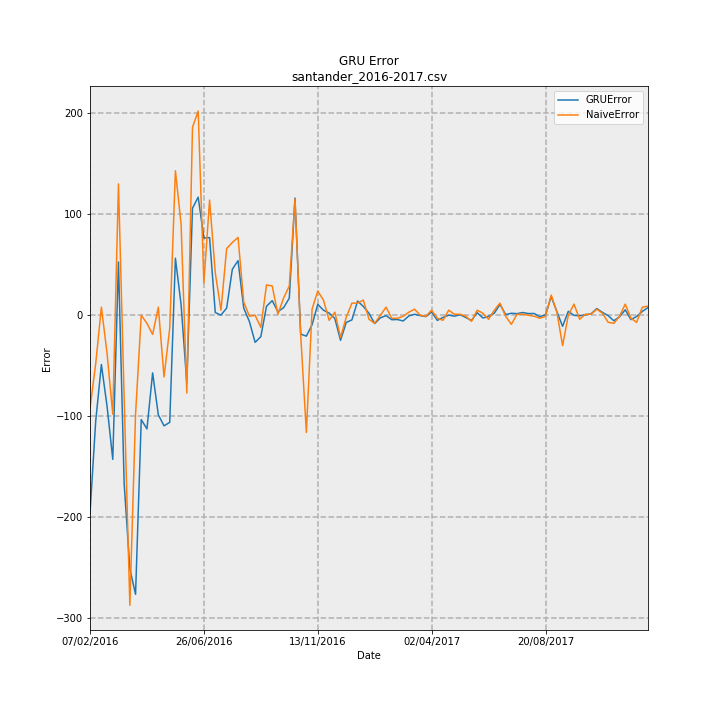 GRU Error
santander_2016-2017.csv
GRUError
NaiveError
200
100
0
−100
−200
−300
Error
07/02/2016
26/06/2016
13/11/2016
02/04/2017
20/08/2017
Date